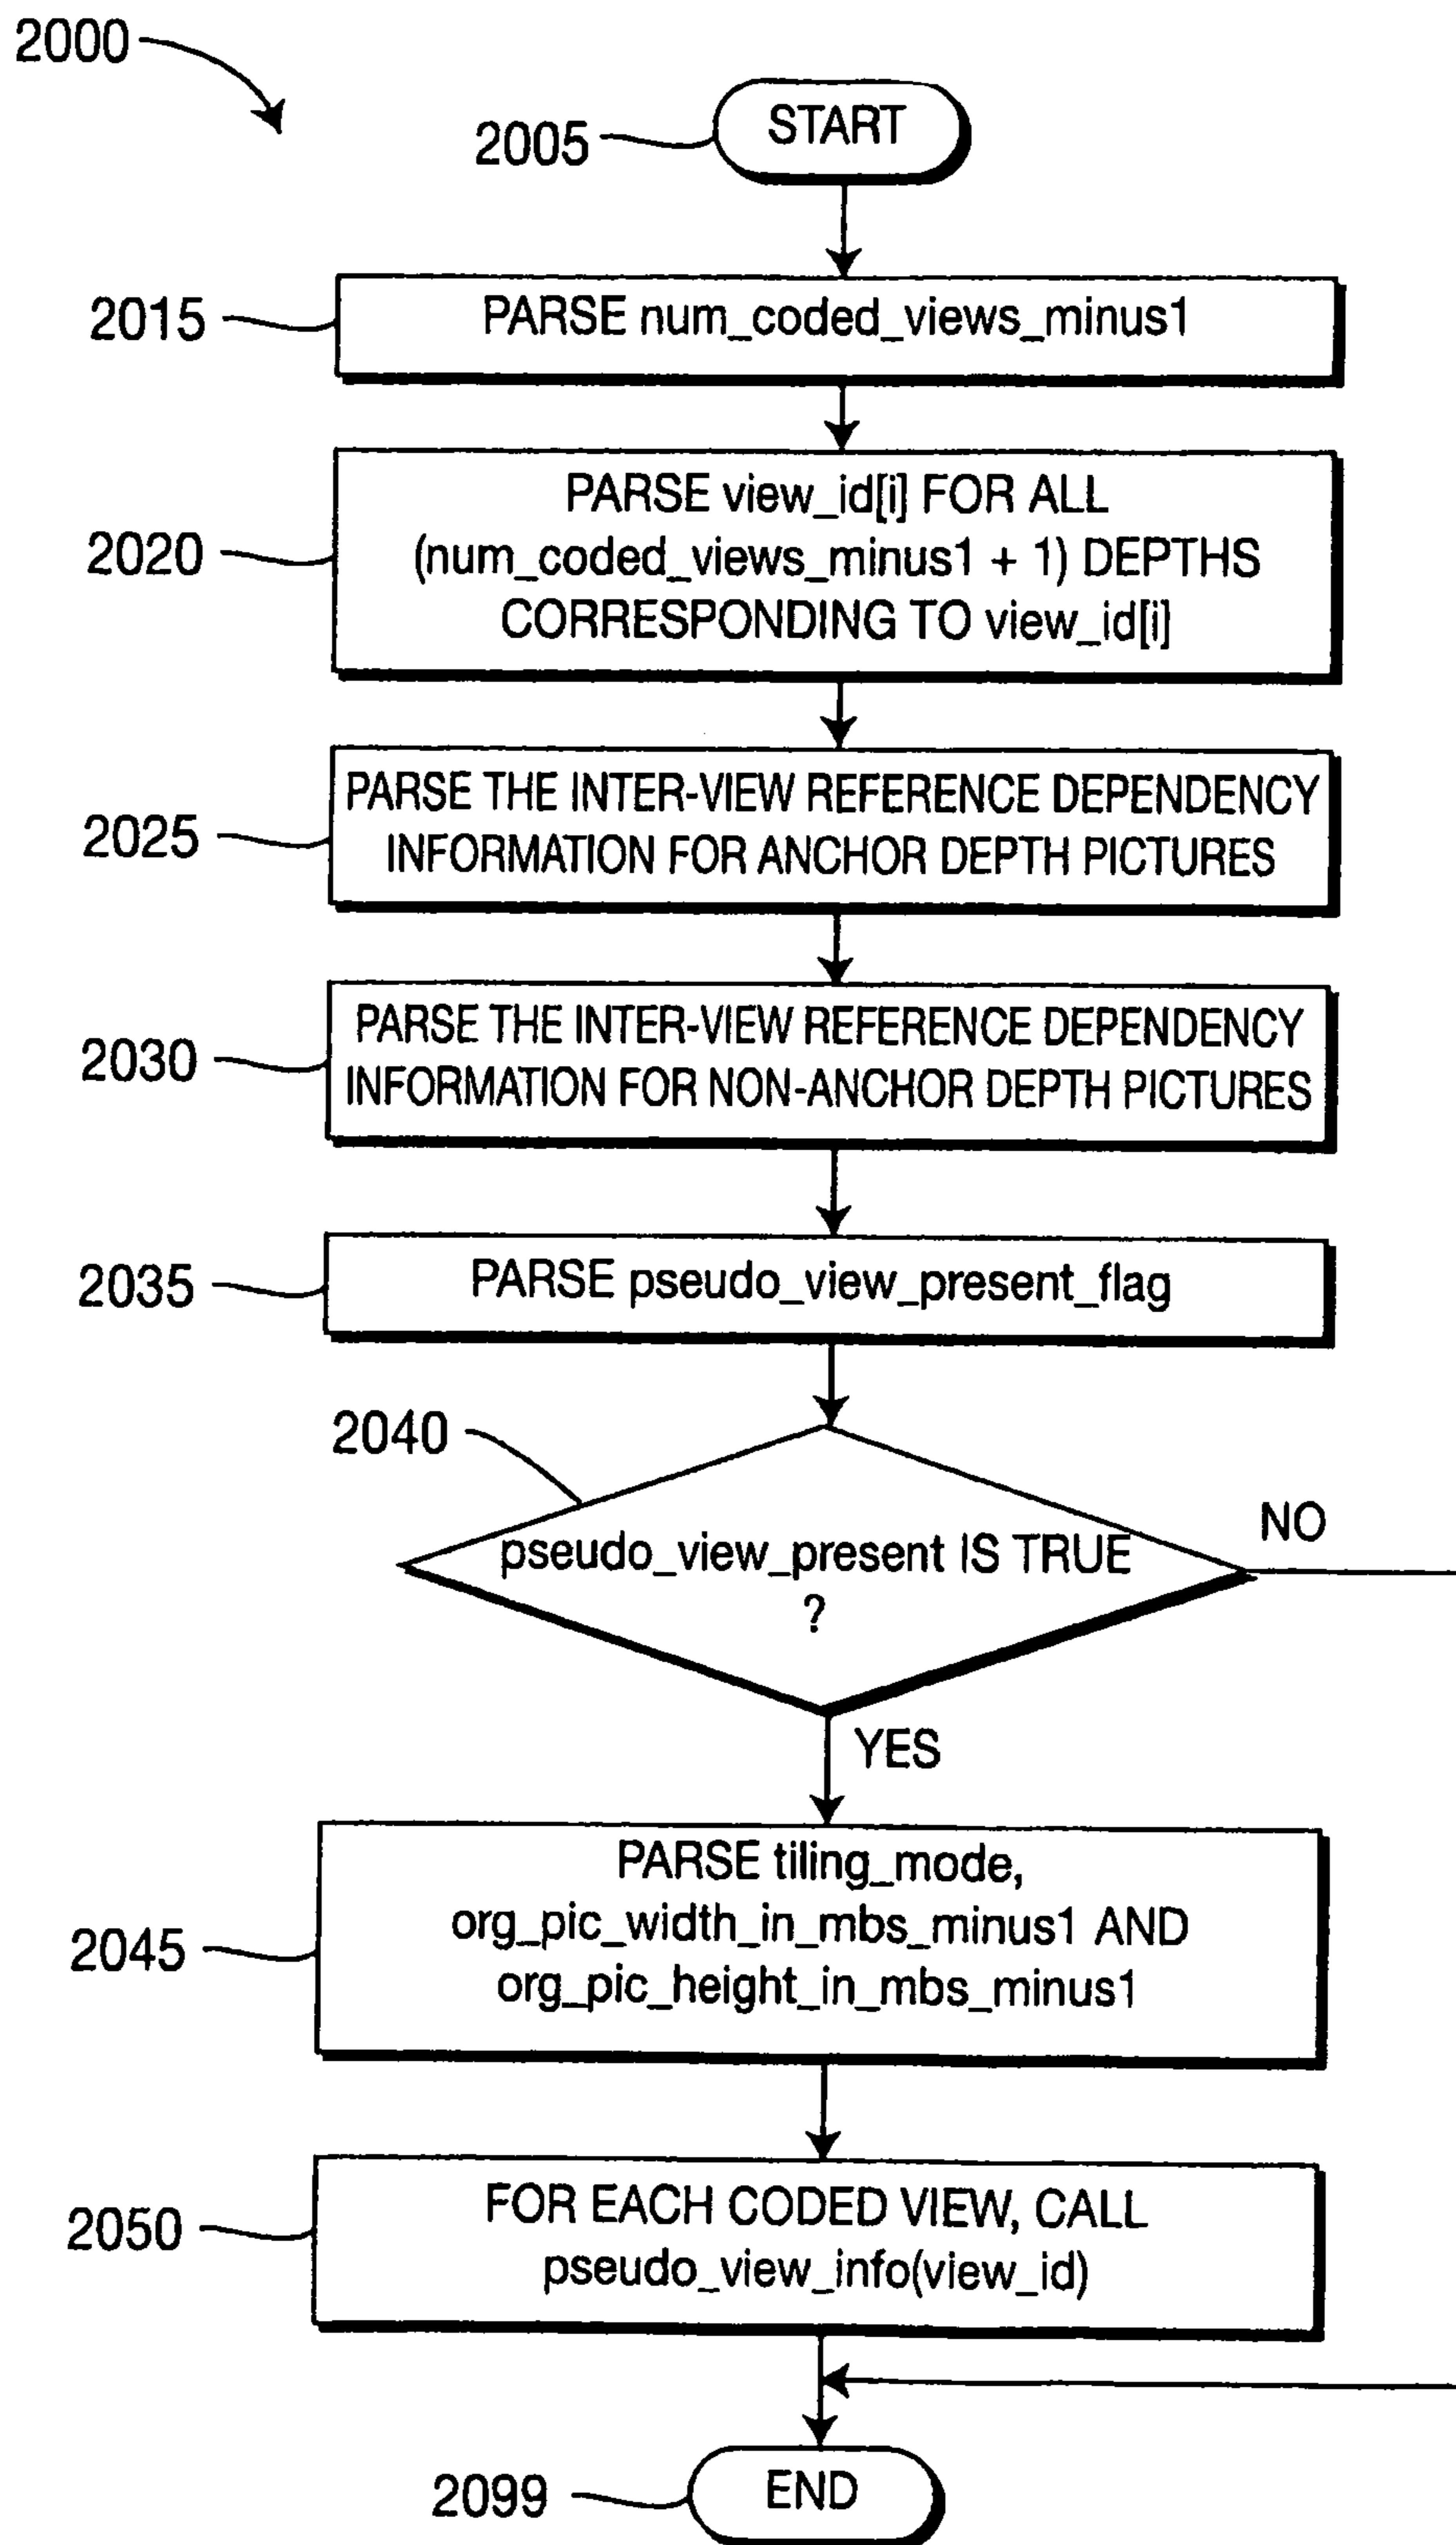 2000
START
2005
PARSE num_coded_views_minus1
2015
PARSE view_id[i] FOR ALL
(num_coded_views_minus1 + 1) DEPTHS
CORRESPONDING TO view_id[i]
2020
PARSE THE INTER-VIEW REFERENCE DEPENDENCY
INFORMATION FOR ANCHOR DEPTH PICTURES
2025
PARSE THE INTER-VIEW REFERENCE DEPENDENCY
INFORMATION FOR NON-ANCHOR DEPTH PICTURES
2030
PARSE pseudo_view_present_flag
2035
2040
pseudo_view_present IS TRUE
?
NO
YES
PARSE tiling_mode,
org_pic_width_in_mbs_minus1 AND
org_pic_height_in_mbs_minus1
2045
FOR EACH CODED VIEW, CALL
pseudo_view_info(view_id)
2050
END
2099